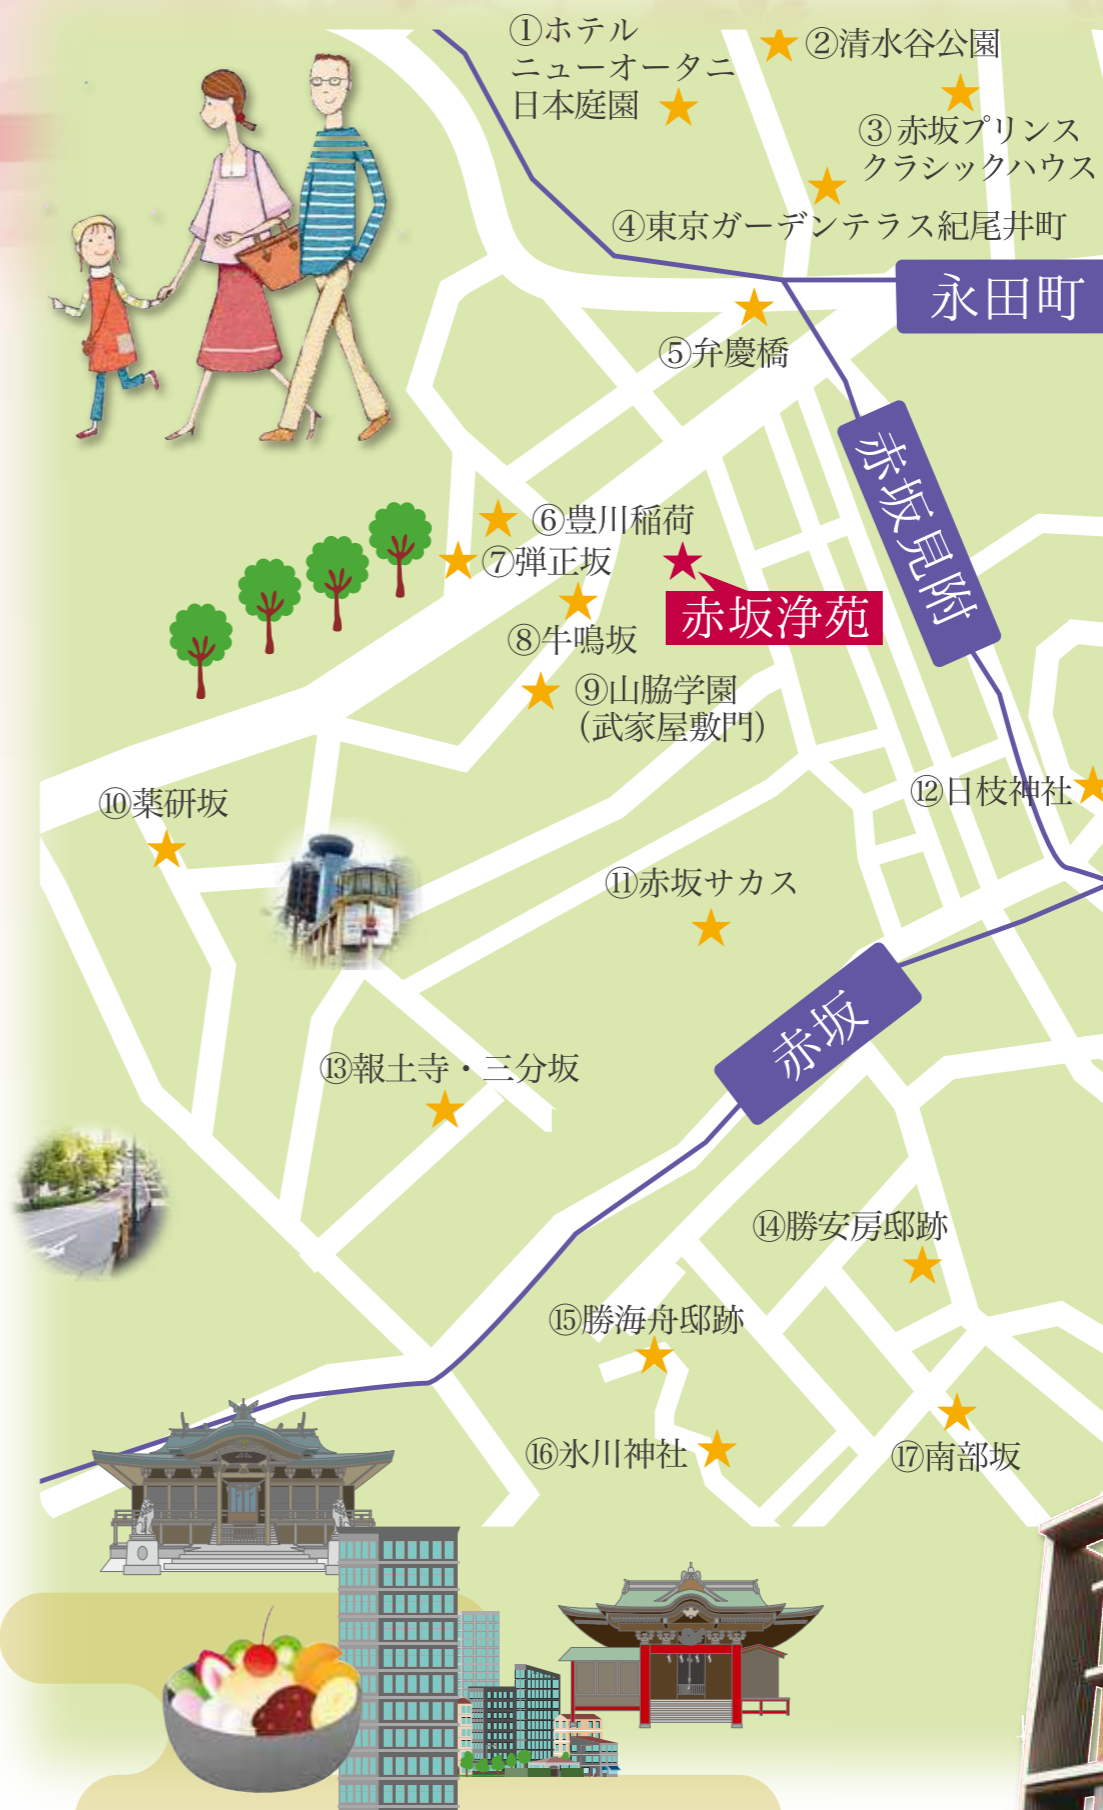 ①ホテル
ニューオータニ
日本庭園
②清水谷公園
③赤坂プリンス
クラシックハウス
④東京ガーデンテラス紀尾井町
永田町
⑤弁慶橋
赤坂見附
⑥豊川稲荷
⑦弾正坂
赤坂浄苑
⑧牛鳴坂
⑨山脇学園
(武家屋敷門)
⑫日枝神社
⑩薬研坂
⑪赤坂サカス
赤坂
⑬報土寺・三分坂
⑭勝安房邸跡
⑮勝海舟邸跡
⑯氷川神社
⑰南部坂